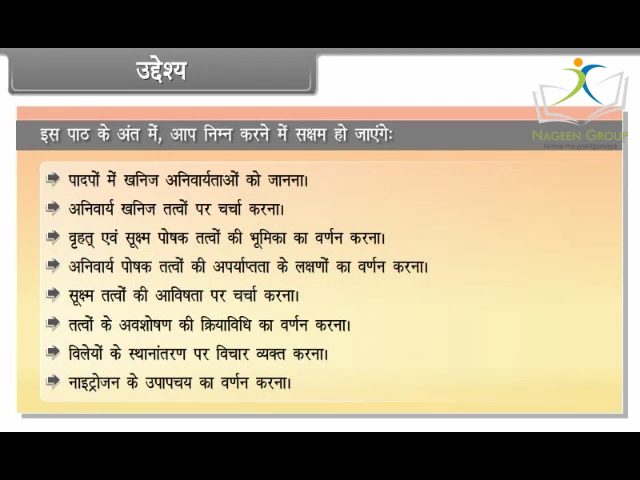 उद्देश्य
NAGEEN GROUP
इस पाठ के अंत में, आप निम्न करने में सक्षम हो जाएंगे:
पादपों में खनिज अनिवार्यताओं को जानना।
अनिवार्य खनिज तत्वों पर चर्चा करना।
वृहत् एवं सूक्ष्म पोषक तत्वों की भूमिका का वर्णन करना।
अनिवार्य पोषक तत्वों की अपर्याप्तता के लक्षणों का वर्णन करना।
सूक्ष्म तत्वों की आविषता पर चर्चा करना।
तत्वों के अवशोषण की क्रियाविधि का वर्णन करना।
विलेयों के स्थानांतरण पर विचार व्यक्त करना।
नाइट्रोजन के उपापचय का वर्णन करना।